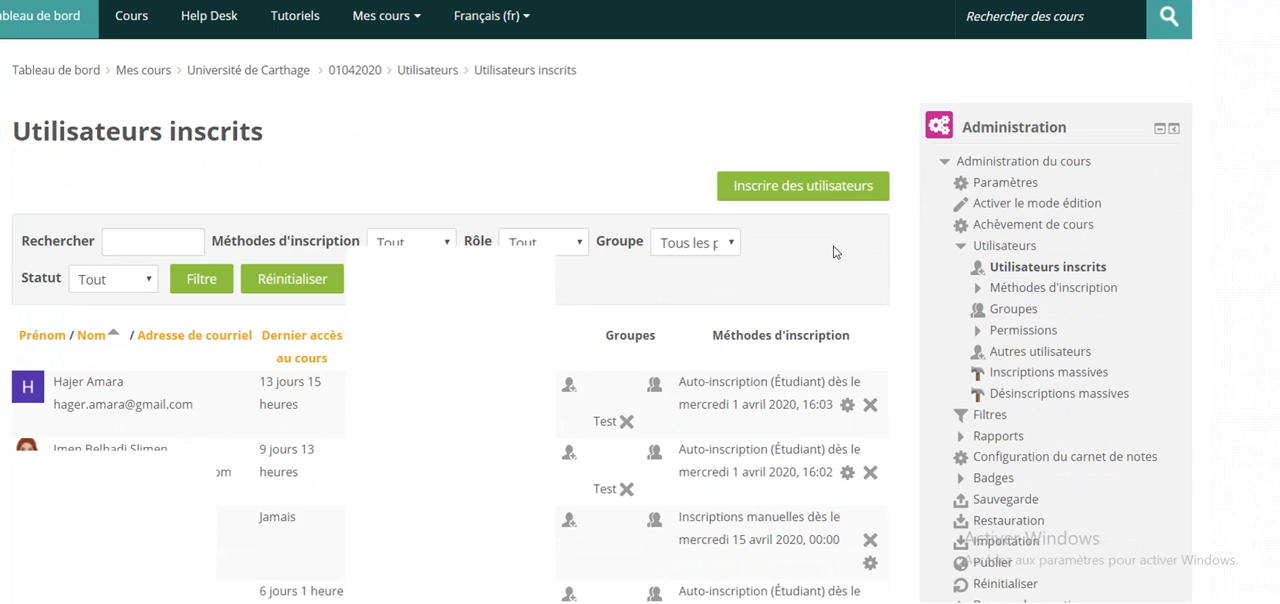 Tableau de bord Cours Help Desk Tutoriels Mes cours Français (fr) Rechercher des cours
Tableau de bord > Mes cours > Université de Carthage > 01042020 > Utilisateurs > Utilisateurs inscrits
Utilisateurs inscrits
Inscrire des utilisateurs
Rechercher Méthodes d'inscription Tout Rôle Tout Groupe Tous les p
Statut Tout Filtre Réinitialiser
Prénom / Nom / Adresse de courriel Dernier accès au cours Groupes Méthodes d'inscription
H Hajer Amara 13 jours 15 Auto-inscription (Étudiant) dès le
hager.amara@gmail.com heures mercredi 1 avril 2020, 16:03
Test
Imen Belhadj Slimen 9 jours 13 Auto-inscription (Étudiant) dès le
om heures mercredi 1 avril 2020, 16:02
Test
Jamais Inscriptions manuelles dès le
mercredi 15 avril 2020, 00:00
6 jours 1 heure Auto-inscription (Étudiant) dès le
Administration
Administration du cours
Paramètres
Activer le mode édition
Achèvement de cours
Utilisateurs
Utilisateurs inscrits
Méthodes d'inscription
Groupes
Permissions
Autres utilisateurs
Inscriptions massives
Désinscriptions massives
Filtres
Rapports
Configuration du carnet de notes
Badges
Sauvegarde
Restauration
Importation
Publier
Réinitialiser
Activer Windows
Accédez aux paramètres pour activer Windows.